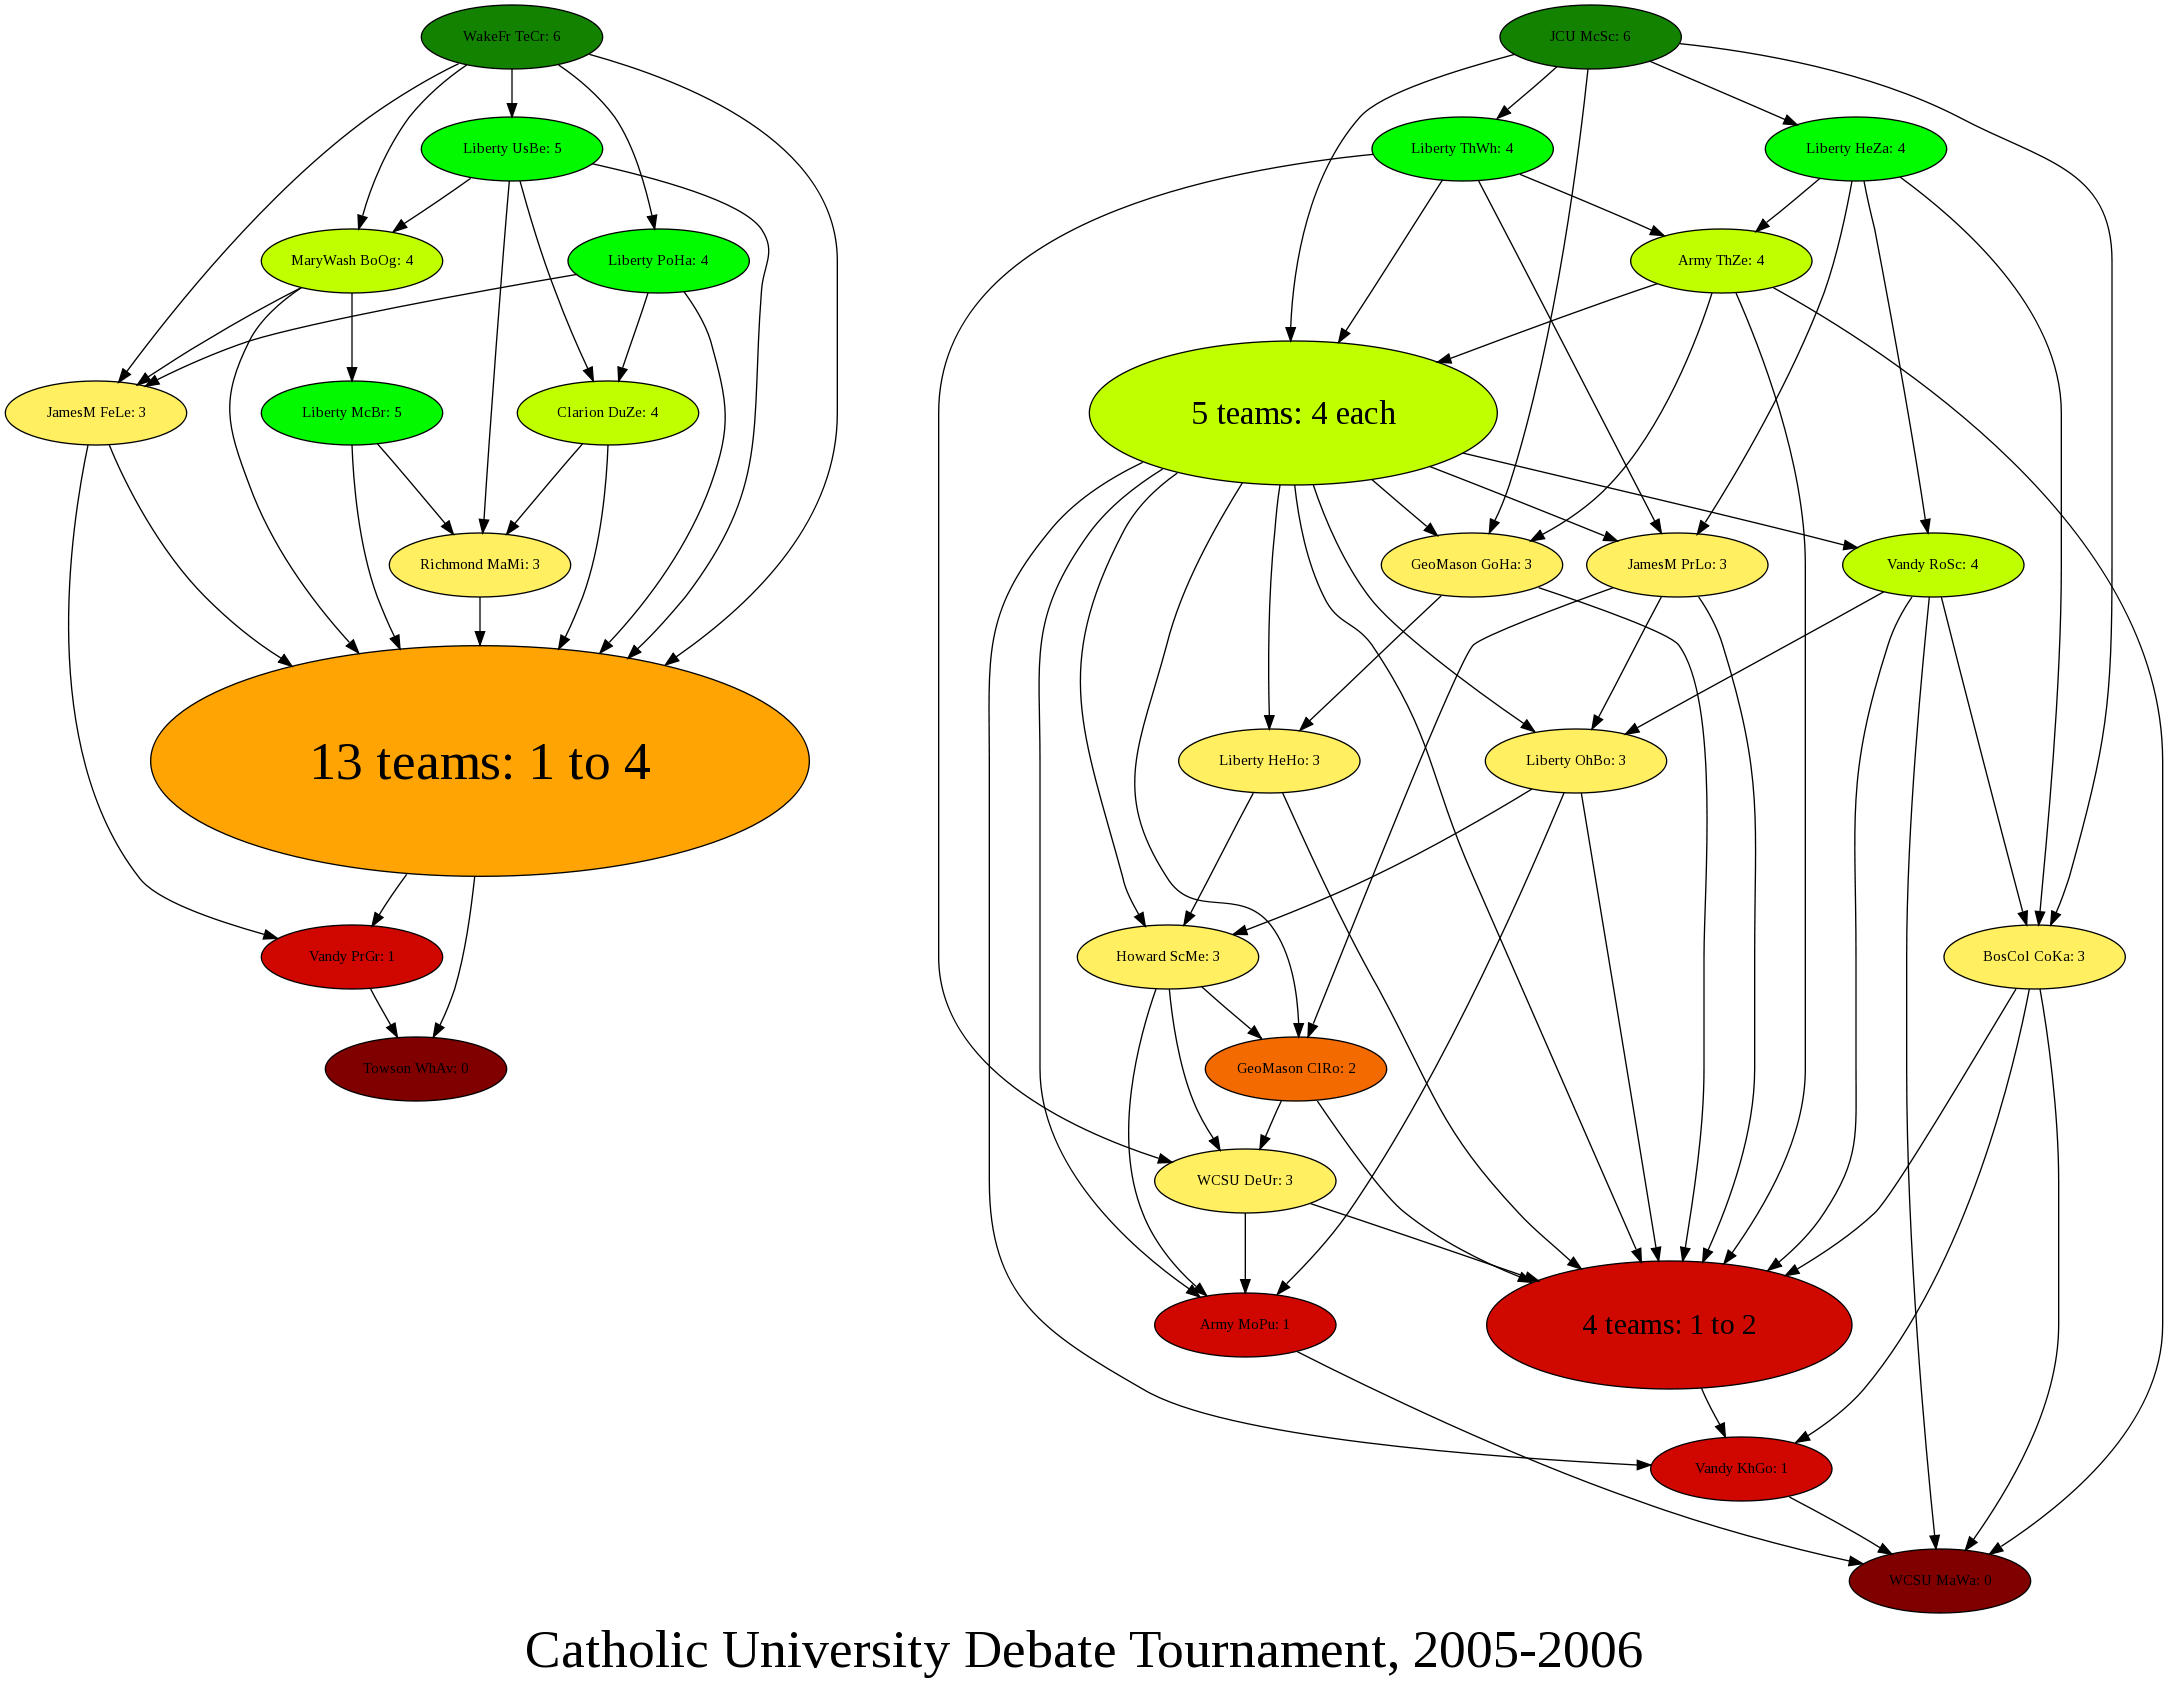 WakeFr TeCr: 6
JCU McSc: 6
Liberty UsBe: 5
Liberty ThWh: 4
Liberty HeZa: 4
MaryWash BoOg: 4
Liberty PoHa: 4
Army ThZe: 4
JamesM FeLe: 3
Liberty McBr: 5
Clarion DuZe: 4
5 teams: 4 each
Richmond MaMi: 3
GeoMason GoHa: 3
JamesM PrLo: 3
Vandy RoSc: 4
13 teams: 1 to 4
Liberty HeHo: 3
Liberty OhBo: 3
Vandy PrGr: 1
Howard ScMe: 3
BosCol CoKa: 3
Towson WhAv: 0
GeoMason ClRo: 2
WCSU DeUr: 3
Army MoPu: 1
4 teams: 1 to 2
Vandy KhGo: 1
WCSU MaWa: 0
Catholic University Debate Tournament, 2005-2006